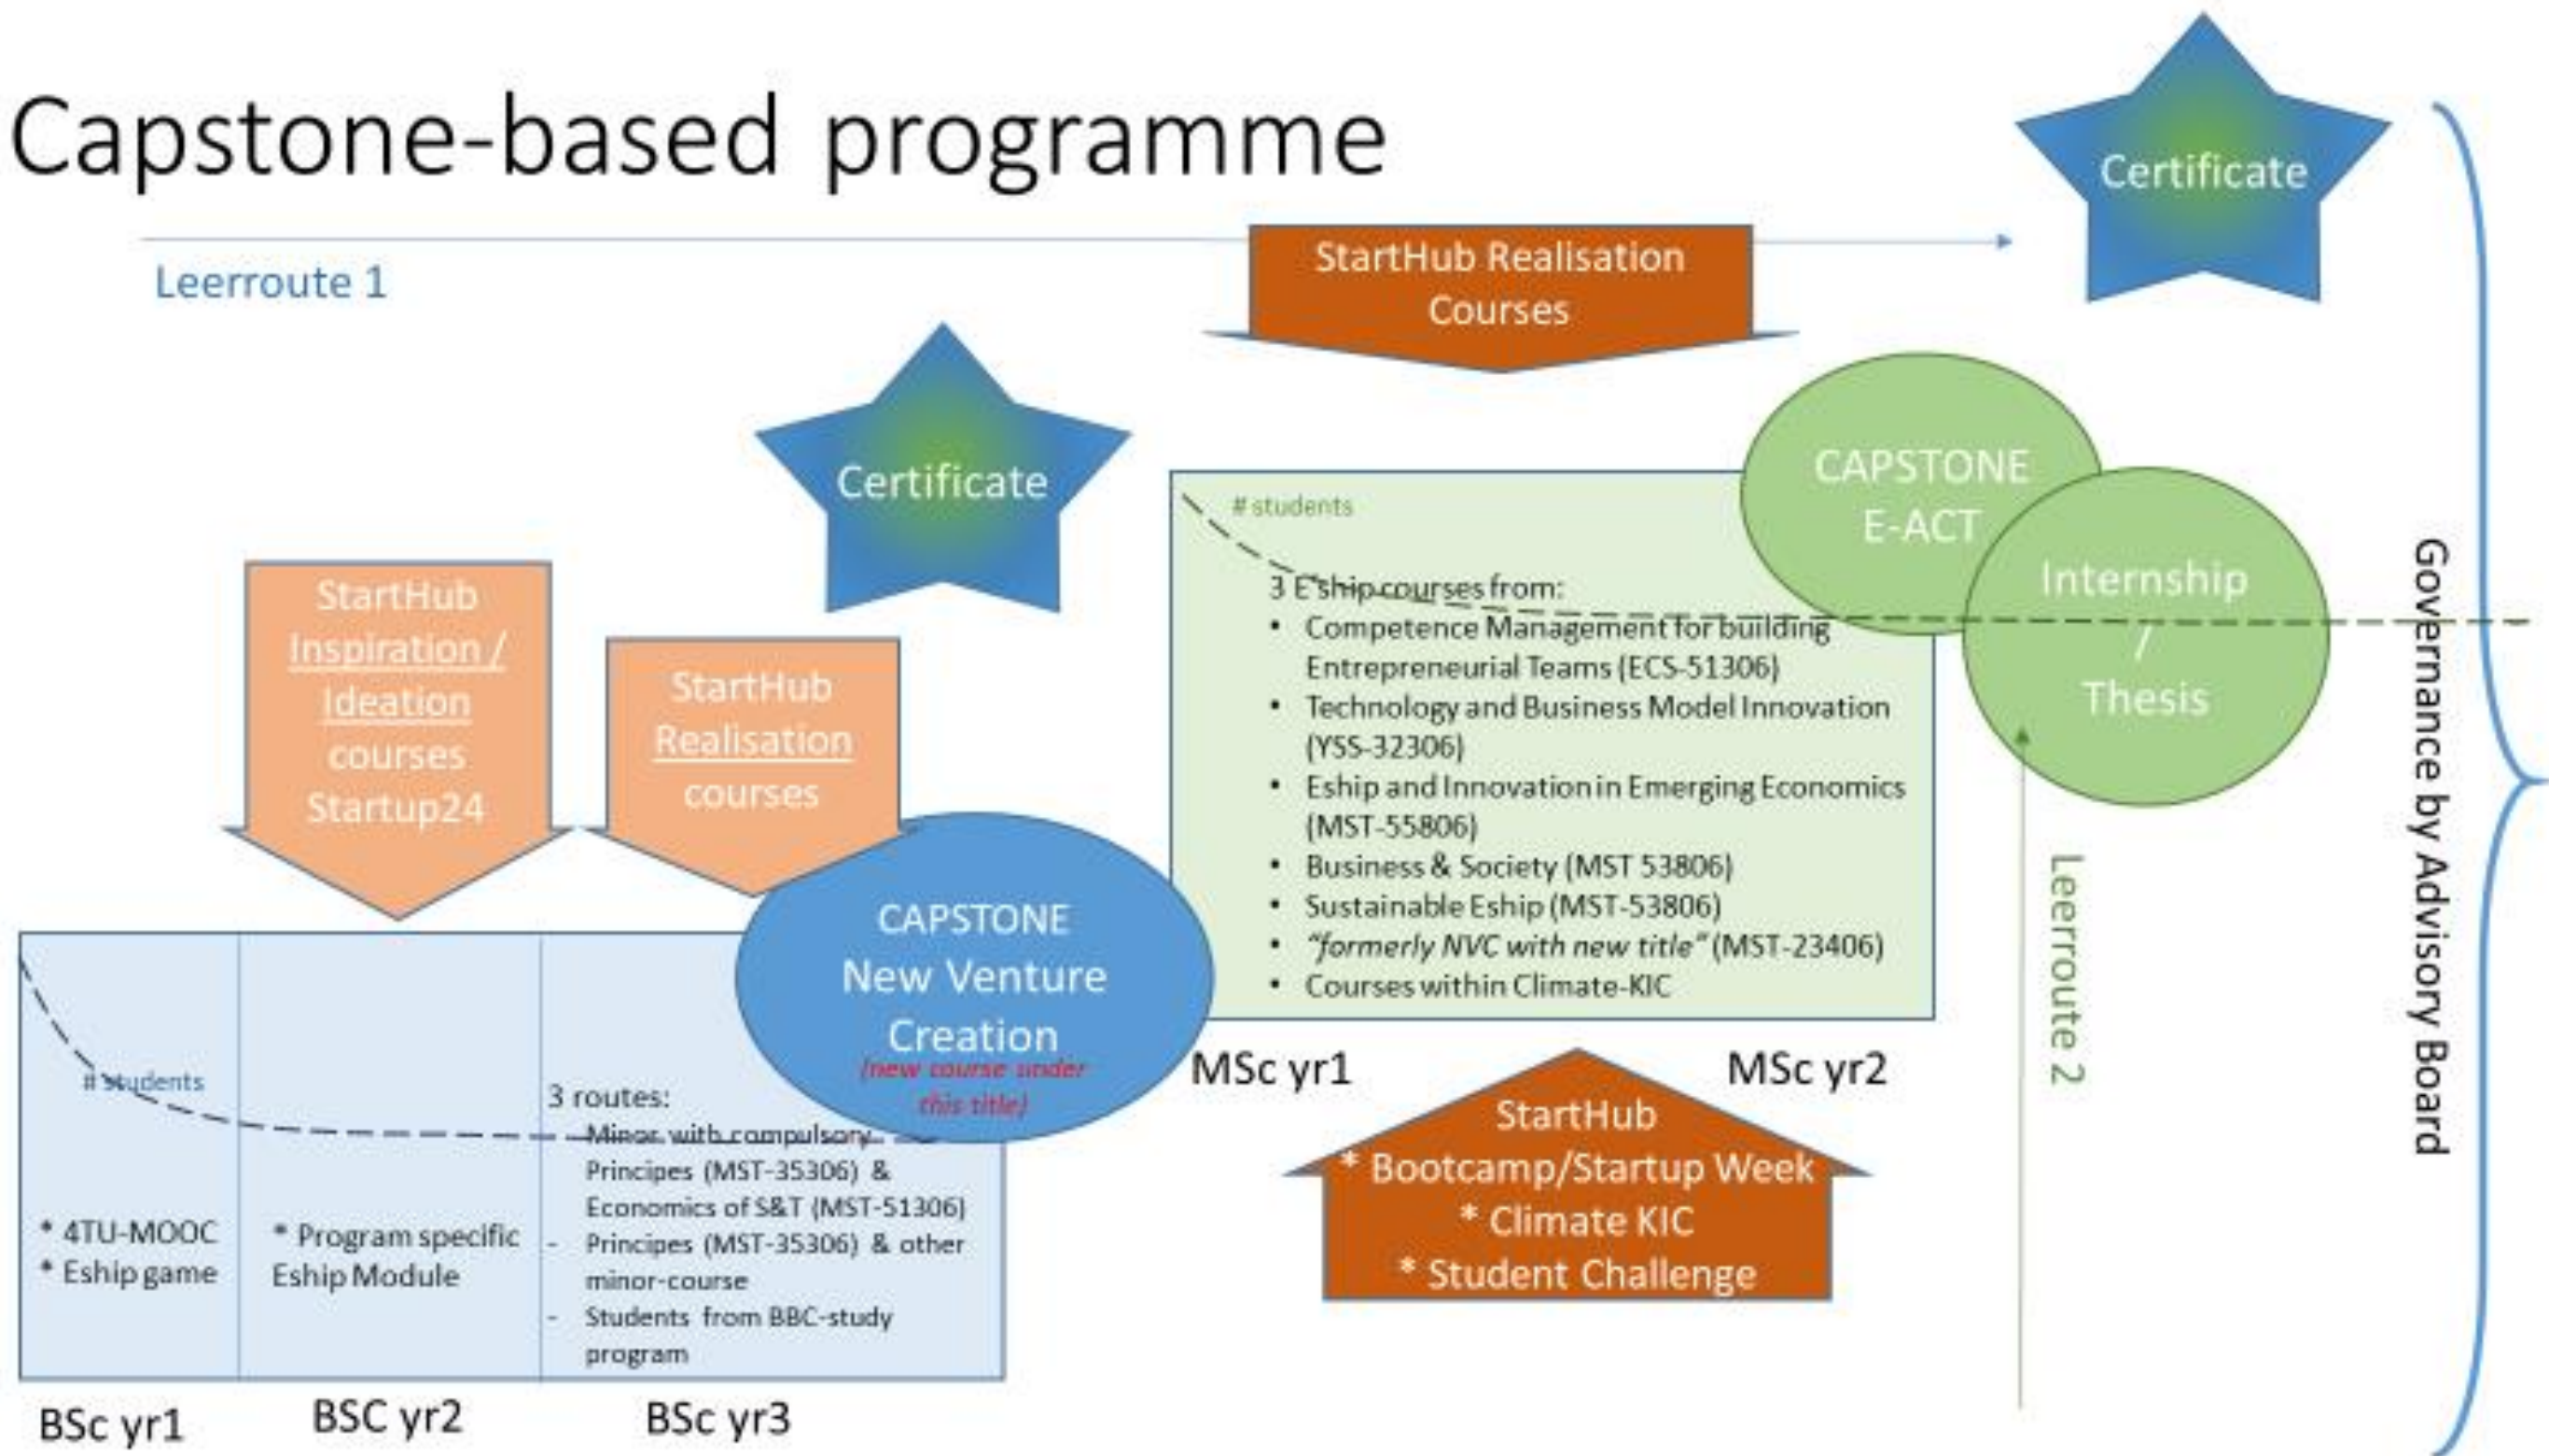 Capstone-based programme
Certificate
Leerroute 1
StartHub Realisation
Courses
Certificate
CAPSTONE
E-ACT
Internship
/
Thesis
StartHub
Inspiration /
Ideation
courses
Startup24
StartHub
Realisation
courses
# students
3 E'ship courses from:
• Competence Management for building
Entrepreneurial Teams (ECS-51306)
• Technology and Business Model Innovation
(YSS-32306)
• Eship and Innovation in Emerging Economics
(MST-55806)
• Business & Society (MST 53806)
• Sustainable Eship (MST-53806)
• "formerly NVC with new title" (MST-23406)
• Courses within Climate-KIC
CAPSTONE
New Venture
Creation
(new course under
this title)
MSc yr1
MSc yr2
StartHub
* Bootcamp/Startup Week
* Climate KIC
* Student Challenge
Leerroute 2
Governance by Advisory Board
# students
* 4TU-MOOC
* Eship game
* Program specific
Eship Module
3 routes:
Minor with compulsory
Principes (MST-35306) &
Economics of S&T (MST-51306)
- Principes (MST-35306) & other
minor-course
- Students from BBC-study
program
BSc yr1
BSC yr2
BSc yr3